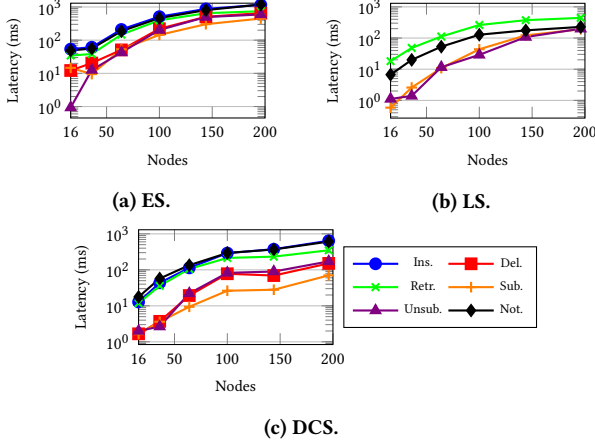 10³
10²
10¹
10⁰
Latency (ms)
16 50 100 150 200
Nodes
(a) ES.
10³
10²
10¹
10⁰
Latency (ms)
16 50 100 150 200
Nodes
(b) LS.
10³
10²
10¹
10⁰
Latency (ms)
16 50 100 150 200
Nodes
(c) DCS.
Ins. Del.
Retr. Sub.
Unsub. Not.